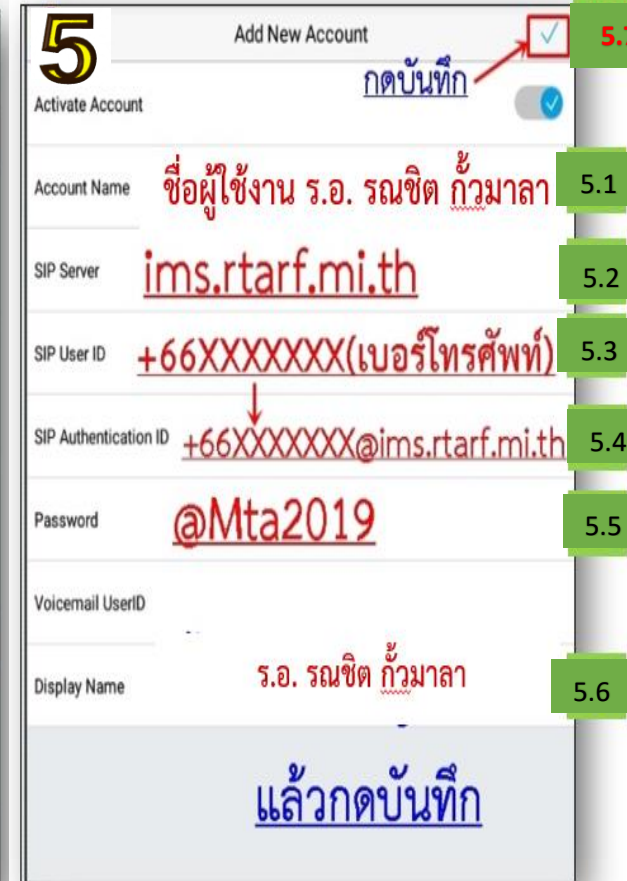 5
Add New Account
5.7
กดบันทึก
Activate Account
Account Name ชื่อผู้ใช้งาน ร.อ. รณชิต กั้วมาลา 5.1
SIP Server ims.rtarf.mi.th 5.2
SIP User ID +66XXXXXXX(เบอร์โทรศัพท์) 5.3
SIP Authentication ID +66XXXXXXX@ims.rtarf.mi.th 5.4
Password @Mta2019 5.5
Voicemail UserID
Display Name ร.อ. รณชิต กั้วมาลา 5.6
แล้วกดบันทึก